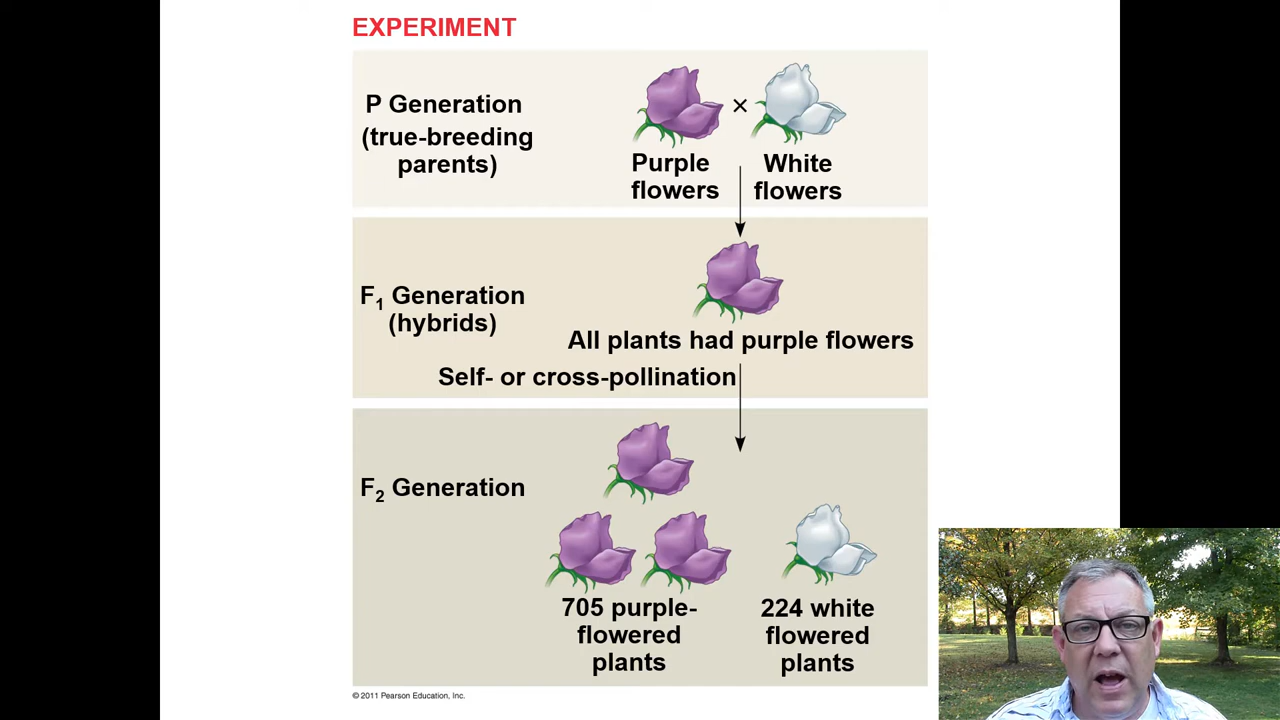 EXPERIMENT
P Generation
(true-breeding
parents)
×
Purple
flowers
White
flowers
F1 Generation
(hybrids)
All plants had purple flowers
Self- or cross-pollination
F2 Generation
705 purple-
flowered
plants
224 white
flowered
plants
© 2011 Pearson Education, Inc.